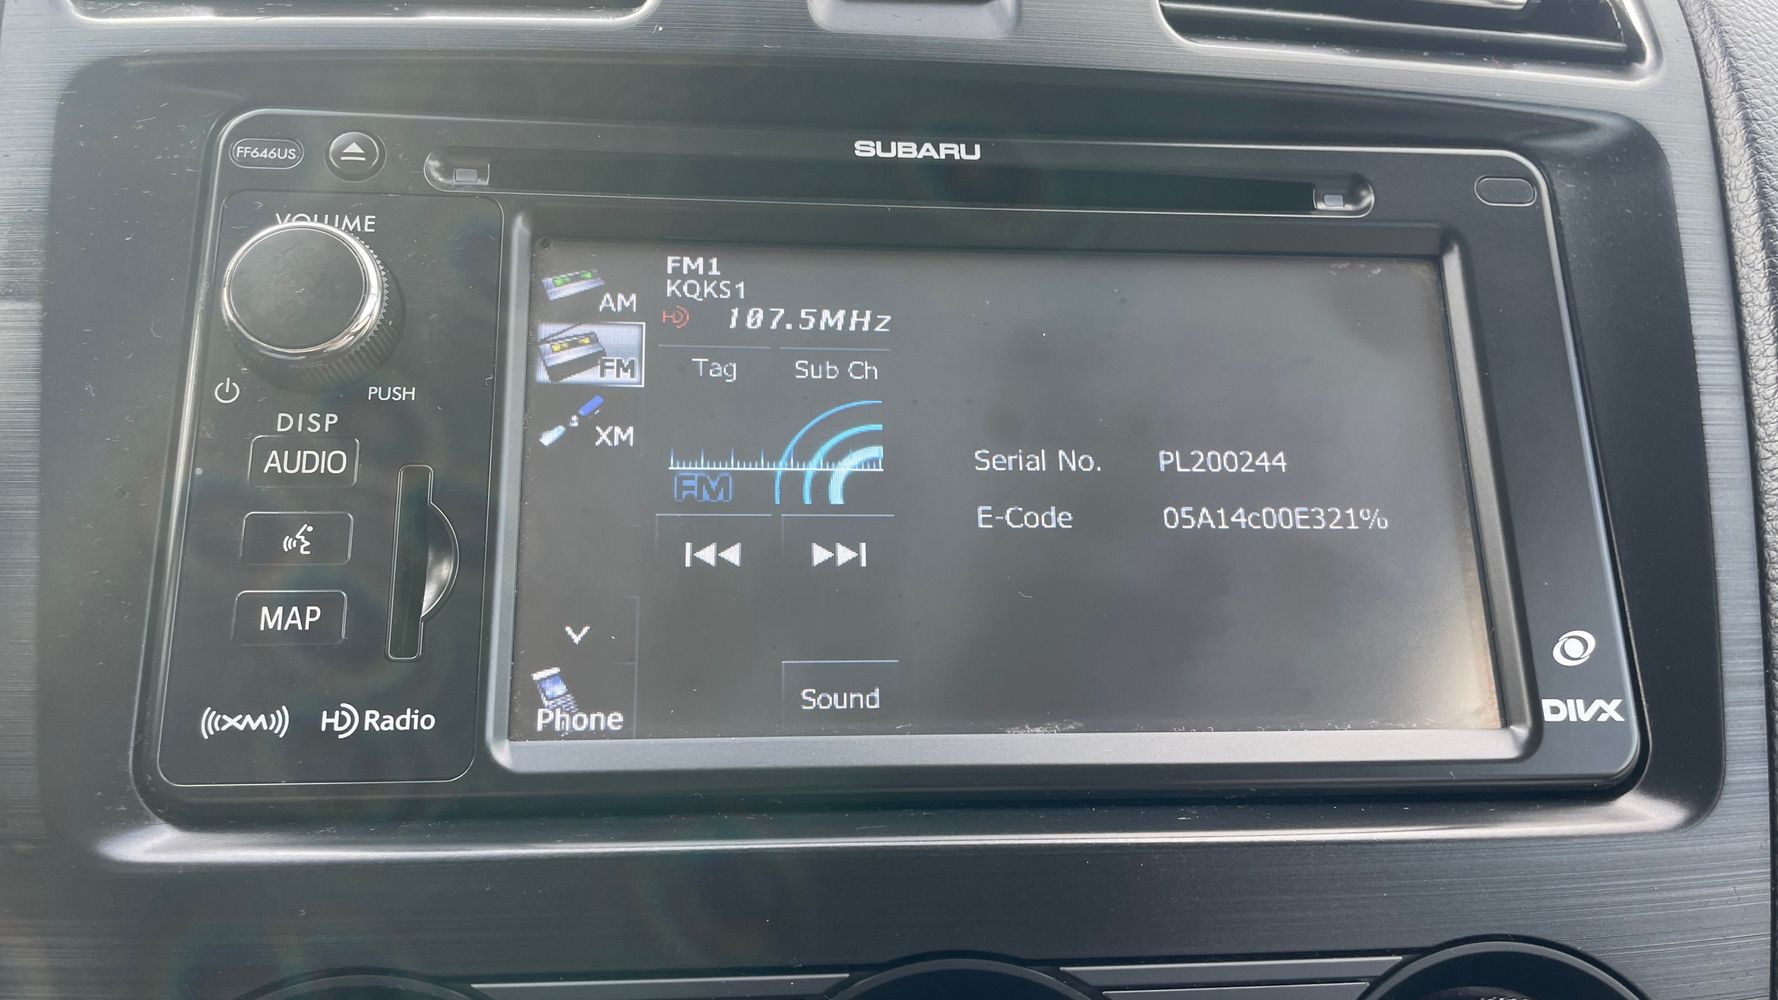 FF646US
SUBARU
VOLUME
PUSH
DISP
AUDIO
MAP
XM
HD Radio
AM
FM
XM
Phone
FM1
KQKS1
HD 107.5MHz
Tag Sub Ch
FM
Sound
Serial No. PL200244
E-Code 05A14c00E321%
DIVX